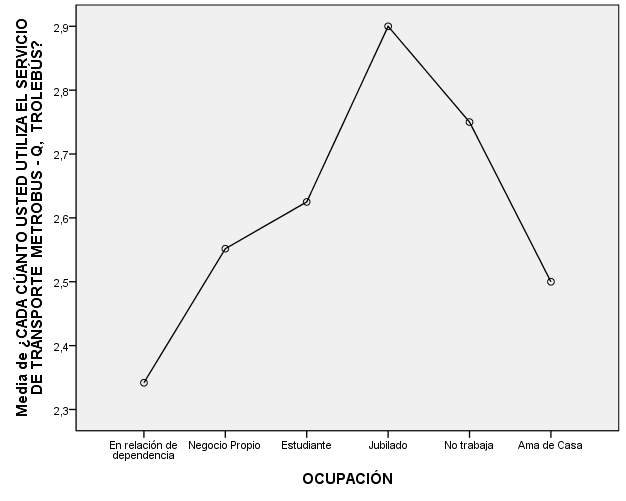 Media de ¿CADA CÚANTO USTED UTILIZA EL SERVICIO
DE TRANSPORTE METROBUS - Q, TROLEBÚS?
2,9
2,8
2,7
2,6
2,5
2,4
2,3
En relación de
dependencia
Negocio Propio
Estudiante
Jubilado
No trabaja
Ama de Casa
OCUPACIÓN